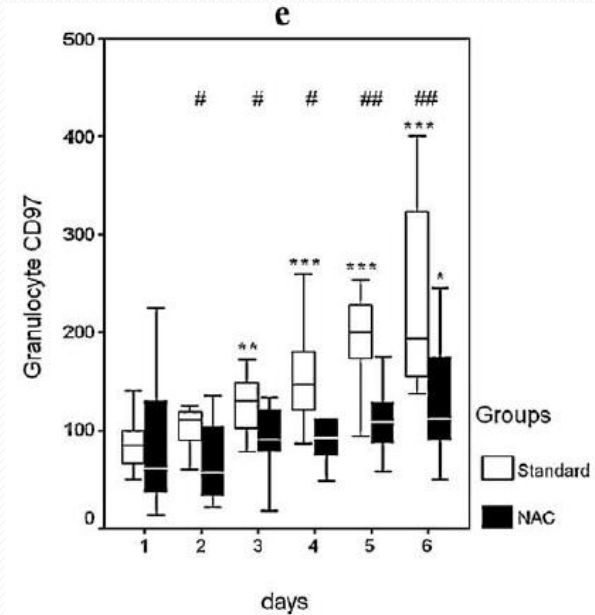 e
500
# # # ## ##
***
400
300
*** *** *
200
**
100
0
Granulocyte CD97
1 2 3 4 5 6
days
Groups
Standard
NAC